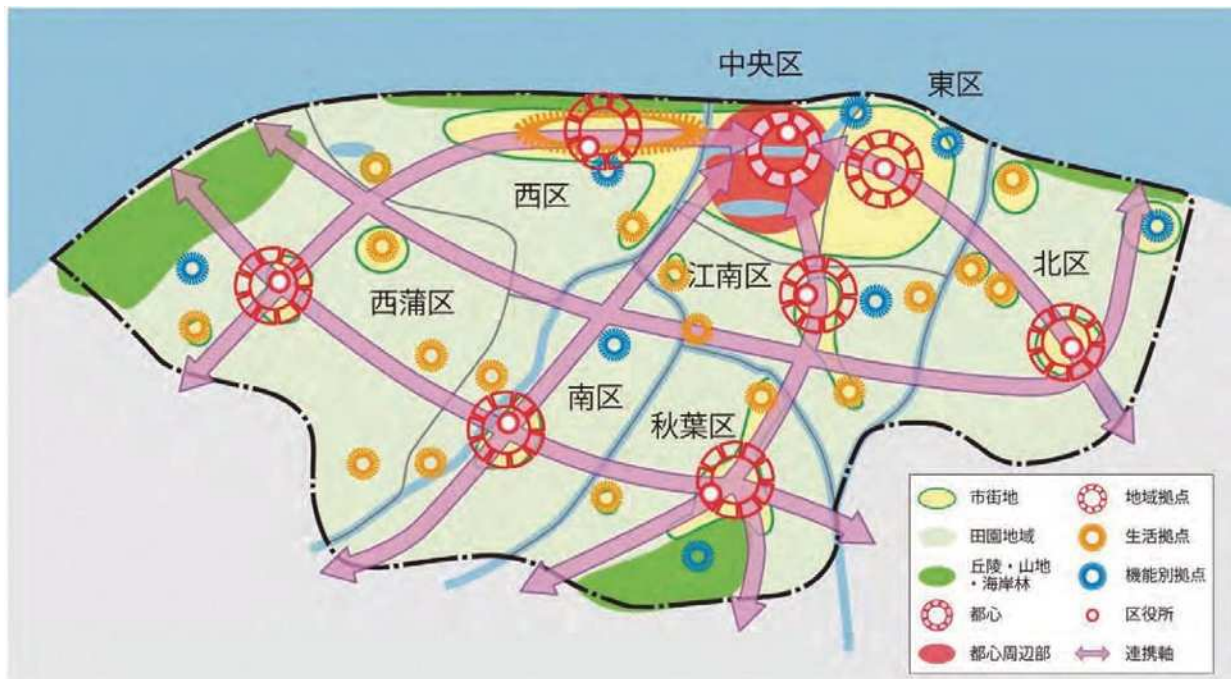 中央区
東区
西区
北区
江南区
西蒲区
南区
秋葉区
市街地
田園地域
丘陵・山地
・海岸林
都心
都心周辺部
地域拠点
生活拠点
機能別拠点
区役所
連携軸